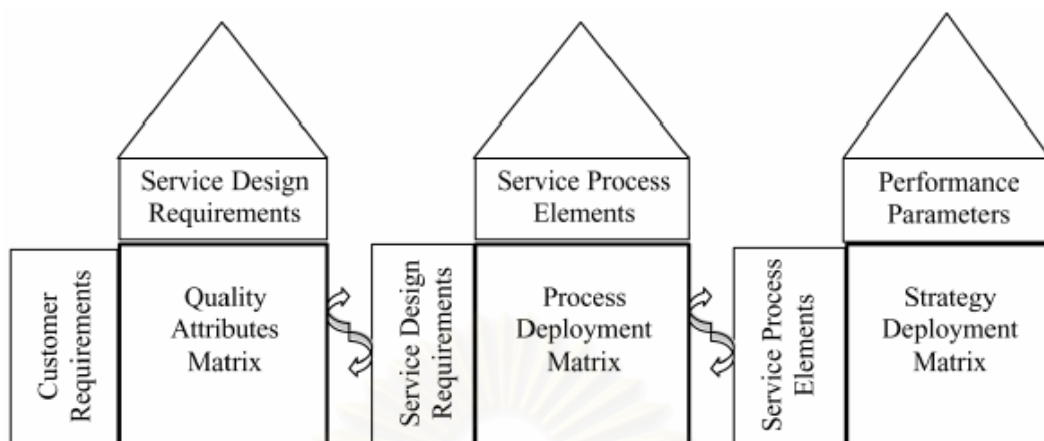 Service Design
Requirements
Service Process
Elements
Performance
Parameters
Customer
Requirements
Quality
Attributes
Matrix
Service Design
Requirements
Process
Deployment
Matrix
Service Process
Elements
Strategy
Deployment
Matrix